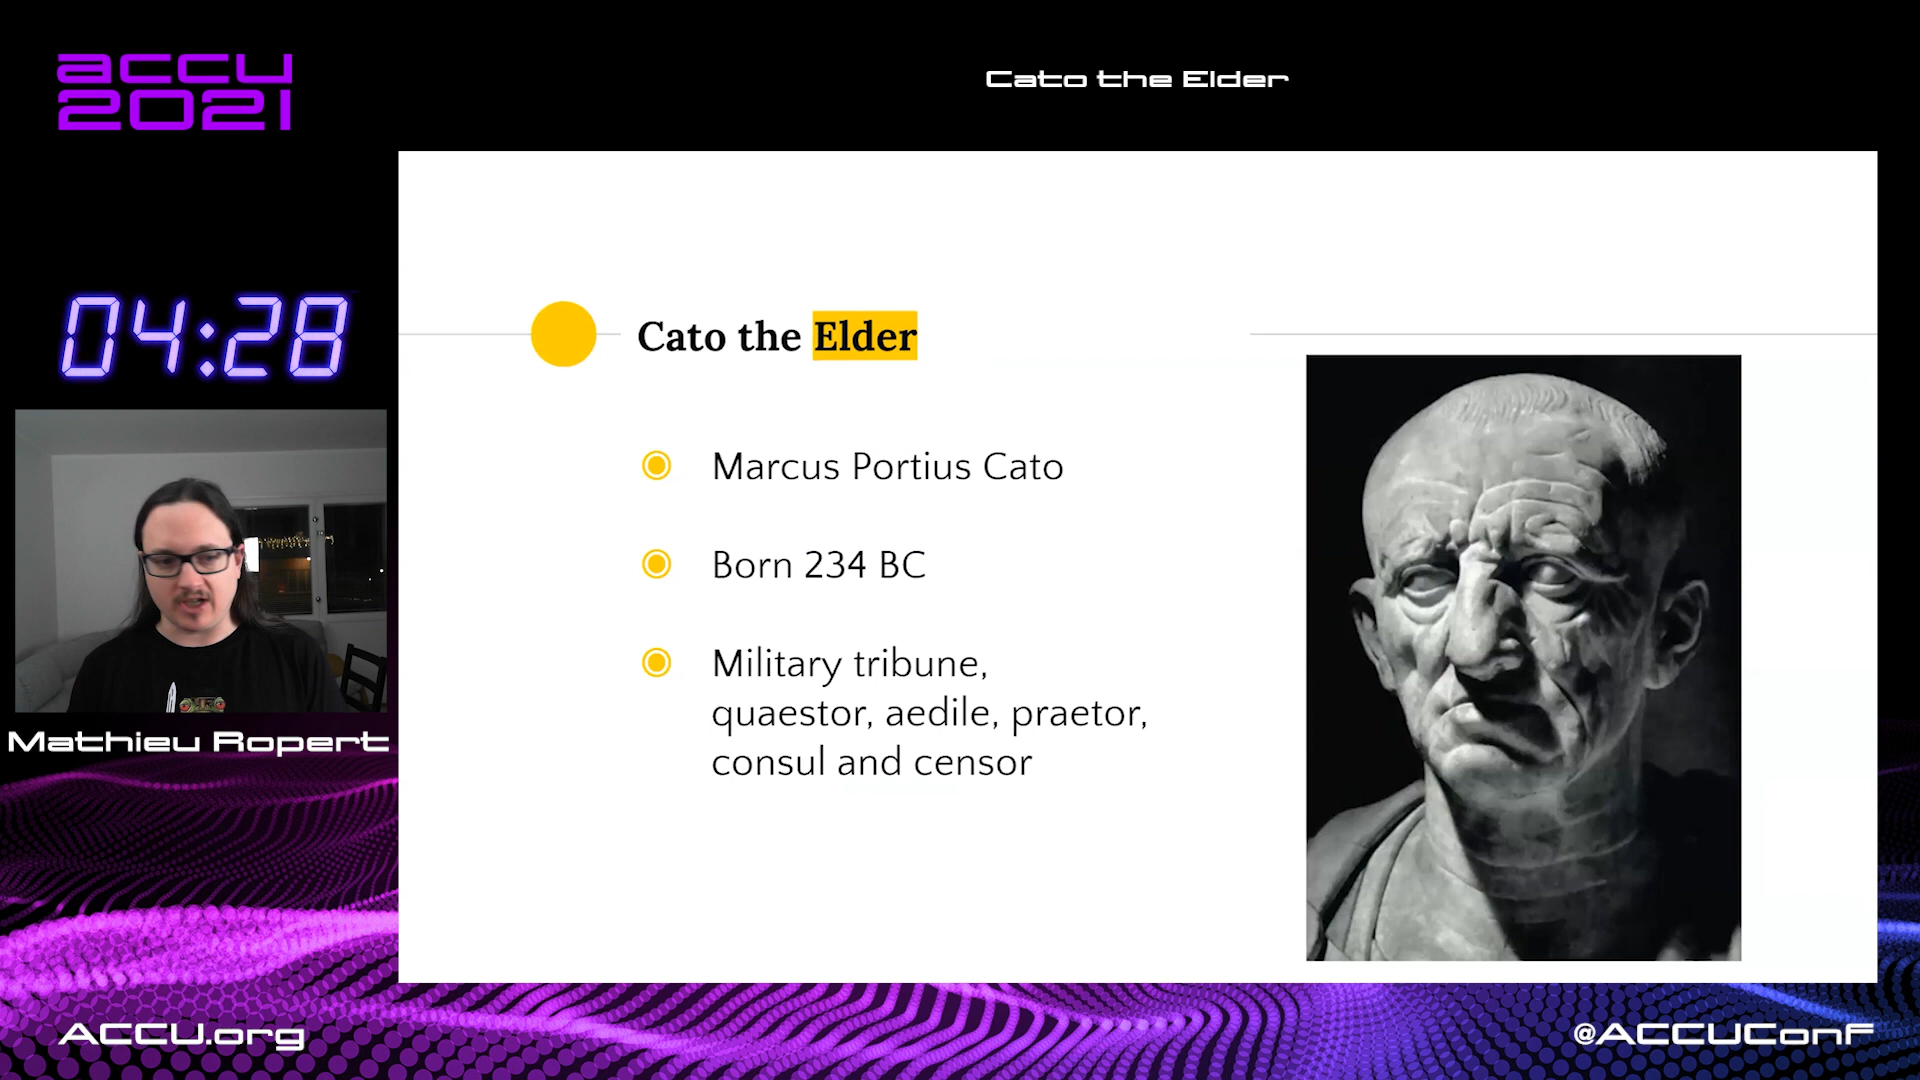 accu
2021
Cato the Elder
04:28
Mathieu Ropert
Cato the Elder
Marcus Portius Cato
Born 234 BC
Military tribune,
quaestor, aedile, praetor,
consul and censor
ACCU.org
@ACCUConf